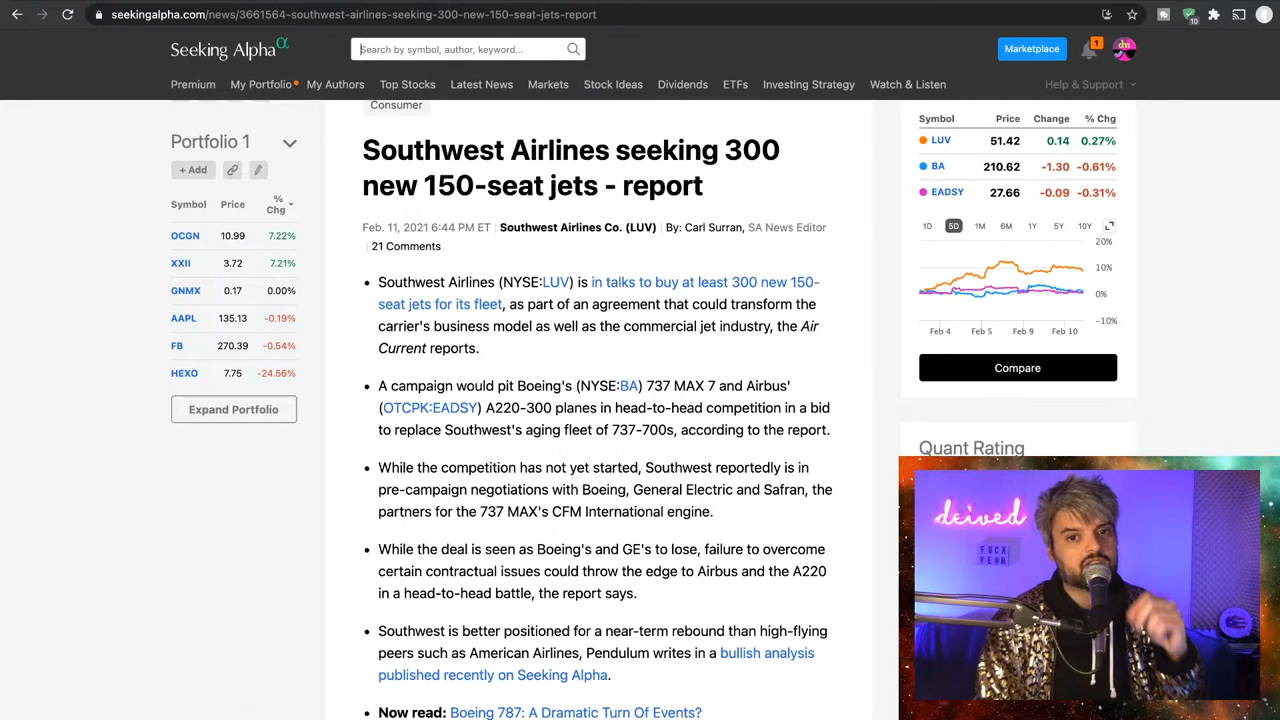 seekingalpha.com/news/3661564-southwest-airlines-seeking-300-new-150-seat-jets-report
10
Seeking Alpha α
Search by symbol, author, keyword...
Marketplace
1
dm
Premium My Portfolio My Authors Top Stocks Latest News Markets Stock Ideas Dividends ETFs Investing Strategy Watch & Listen Help & Support
Consumer
Portfolio 1
+ Add
Symbol Price % Chg
OCGN 10.99 7.22%
XXII 3.72 7.21%
GNMX 0.17 0.00%
AAPL 135.13 -0.19%
FB 270.39 -0.54%
HEXO 7.75 -24.56%
Expand Portfolio
Southwest Airlines seeking 300
new 150-seat jets - report
Feb. 11, 2021 6:44 PM ET | Southwest Airlines Co. (LUV) | By: Carl Surran, SA News Editor
| 21 Comments
• Southwest Airlines (NYSE:LUV) is in talks to buy at least 300 new 150-
seat jets for its fleet, as part of an agreement that could transform the
carrier's business model as well as the commercial jet industry, the Air
Current reports.
• A campaign would pit Boeing's (NYSE:BA) 737 MAX 7 and Airbus'
(OTCPK:EADSY) A220-300 planes in head-to-head competition in a bid
to replace Southwest's aging fleet of 737-700s, according to the report.
• While the competition has not yet started, Southwest reportedly is in
pre-campaign negotiations with Boeing, General Electric and Safran, the
partners for the 737 MAX's CFM International engine.
• While the deal is seen as Boeing's and GE's to lose, failure to overcome
certain contractual issues could throw the edge to Airbus and the A220
in a head-to-head battle, the report says.
• Southwest is better positioned for a near-term rebound than high-flying
peers such as American Airlines, Pendulum writes in a bullish analysis
published recently on Seeking Alpha.
• Now read: Boeing 787: A Dramatic Turn Of Events?
Symbol Price Change % Chg
LUV 51.42 0.14 0.27%
BA 210.62 -1.30 -0.61%
EADSY 27.66 -0.09 -0.31%
1D 5D 1M 6M 1Y 5Y 10Y
20%
10%
0%
-10%
Feb 4 Feb 5 Feb 9 Feb 10
Compare
Quant Rating
deived
FUCK
YEAH